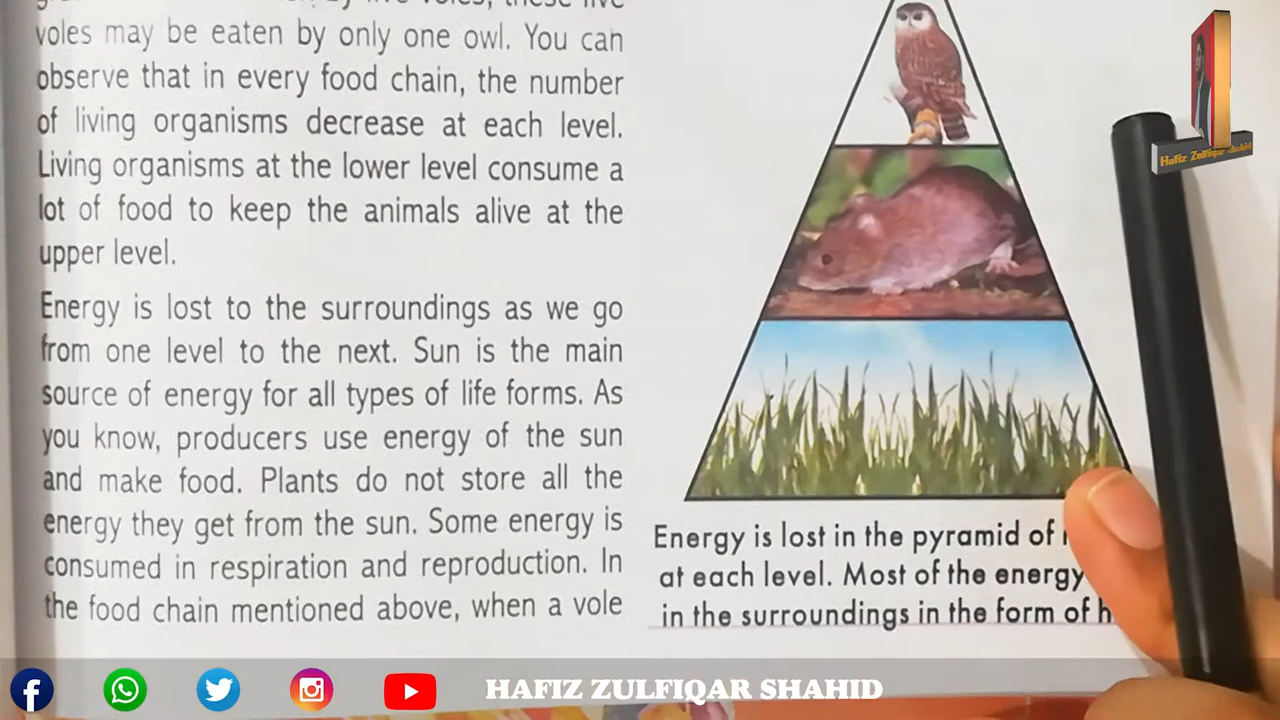 voles may be eaten by only one owl. You can
observe that in every food chain, the number
of living organisms decrease at each level.
Living organisms at the lower level consume a
lot of food to keep the animals alive at the
upper level.
Energy is lost to the surroundings as we go
from one level to the next. Sun is the main
source of energy for all types of life forms. As
you know, producers use energy of the sun
and make food. Plants do not store all the
energy they get from the sun. Some energy is
consumed in respiration and reproduction. In
the food chain mentioned above, when a vole
Energy is lost in the pyramid of
at each level. Most of the energy
in the surroundings in the form of
Hafiz Zulfiqar Shahid
HAFIZ ZULFIQAR SHAHID